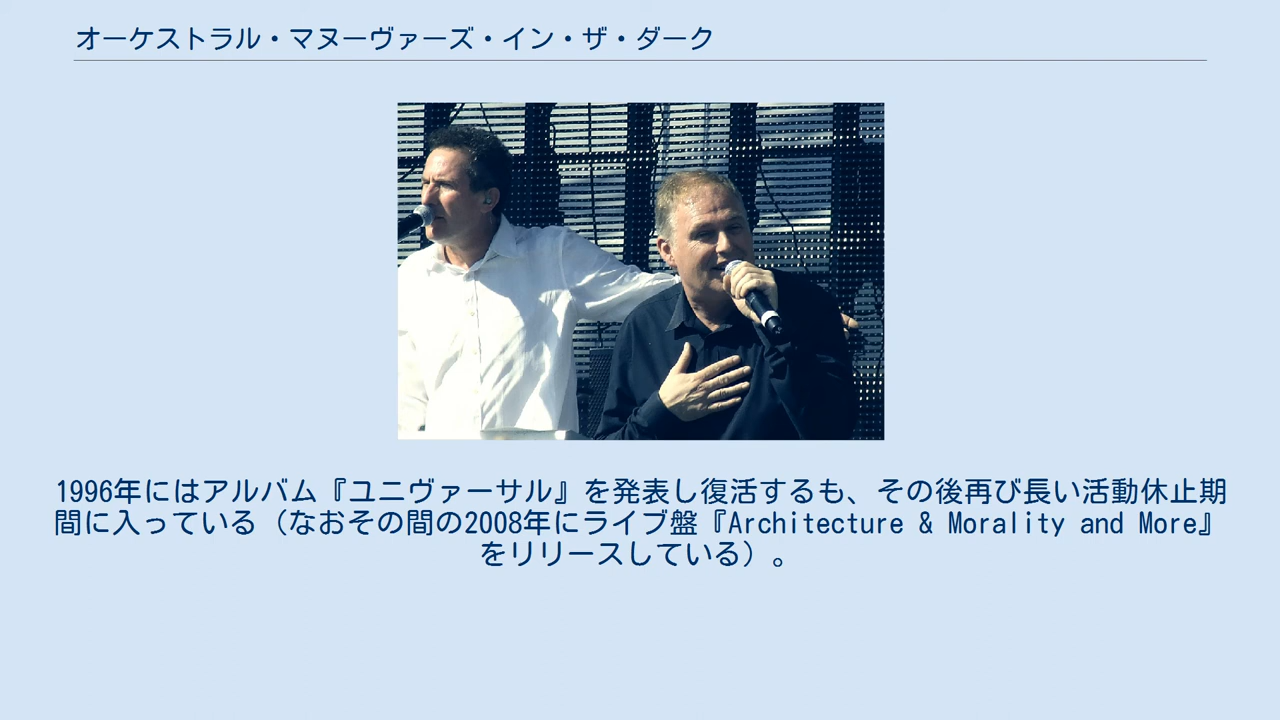 オーケストラル・マヌーヴァーズ・イン・ザ・ダーク
1996年にはアルバム『ユニヴァーサル』を発表し復活するも、その後再び長い活動休止期
間に入っている（なおその間の2008年にライブ盤『Architecture & Morality and More』
をリリースしている）。